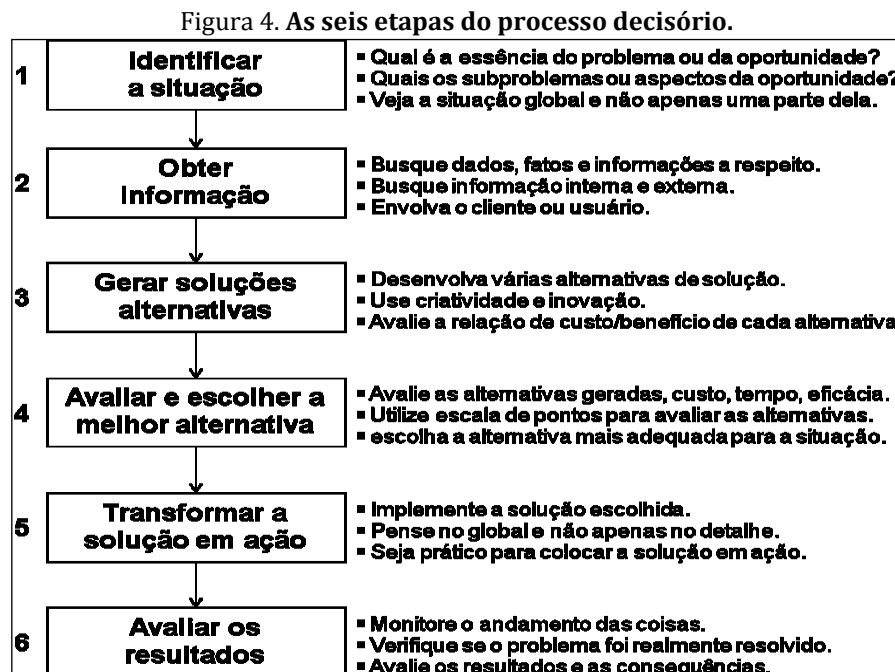 Figura 4. As seis etapas do processo decisório.
1
Identificar
a situação
▪ Qual é a essência do problema ou da oportunidade?
▪ Quais os subproblemas ou aspectos da oportunidade?
▪ Veja a situação global e não apenas uma parte dela.
2
Obter
informação
▪ Busque dados, fatos e informações a respeito.
▪ Busque informação interna e externa.
▪ Envolva o cliente ou usuário.
3
Gerar soluções
alternativas
▪ Desenvolva várias alternativas de solução.
▪ Use criatividade e inovação.
▪ Avalie a relação de custo/benefício de cada alternativa
4
Avaliar e escolher a
melhor alternativa
▪ Avalie as alternativas geradas, custo, tempo, eficácia.
▪ Utilize escala de pontos para avaliar as alternativas.
▪ escolha a alternativa mais adequada para a situação.
5
Transformar a
solução em ação
▪ Implemente a solução escolhida.
▪ Pense no global e não apenas no detalhe.
▪ Seja prático para colocar a solução em ação.
6
Avaliar os
resultados
▪ Monitore o andamento das coisas.
▪ Verifique se o problema foi realmente resolvido.
▪ Avalie os resultados e as consequências.